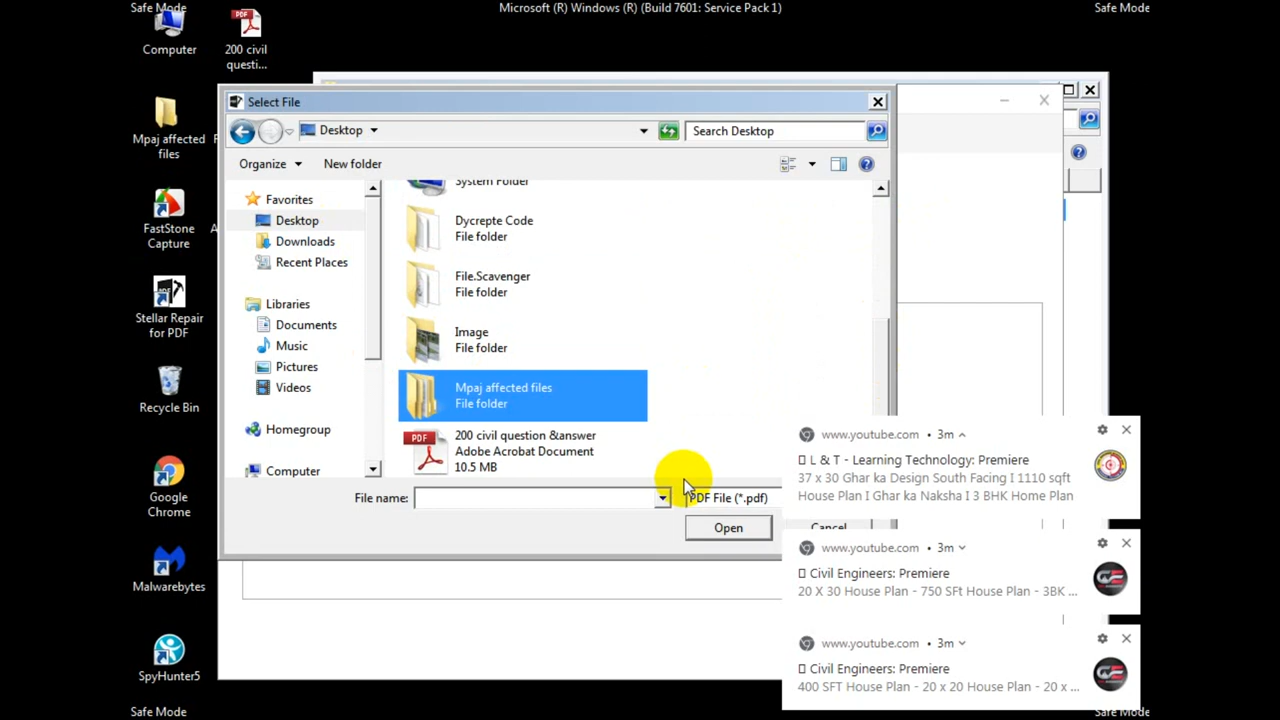 Safe Mode
Microsoft (R) Windows (R) (Build 7601: Service Pack 1)
Safe Mode
Computer
200 civil
questi...
Mpaj affected
files
FastStone
Capture
Stellar Repair
for PDF
Recycle Bin
Google
Chrome
Malwarebytes
SpyHunter5
Select File
Desktop
Search Desktop
Organize
New folder
Favorites
Desktop
Downloads
Recent Places
Libraries
Documents
Music
Pictures
Videos
Homegroup
Computer
System Folder
Dycrepte Code
File folder
File.Scavenger
File folder
Image
File folder
Mpaj affected files
File folder
PDF
200 civil question &answer
Adobe Acrobat Document
10.5 MB
File name:
PDF File (*.pdf)
Open
Cancel
www.youtube.com • 3m
L & T - Learning Technology: Premiere
37 x 30 Ghar ka Design South Facing I 1110 sqft
House Plan I Ghar ka Naksha I 3 BHK Home Plan
www.youtube.com • 3m
Civil Engineers: Premiere
20 X 30 House Plan - 750 SFt House Plan - 3BK ...
www.youtube.com • 3m
Civil Engineers: Premiere
400 SFT House Plan - 20 x 20 House Plan - 20 x ...
Safe Mode
Safe Mode